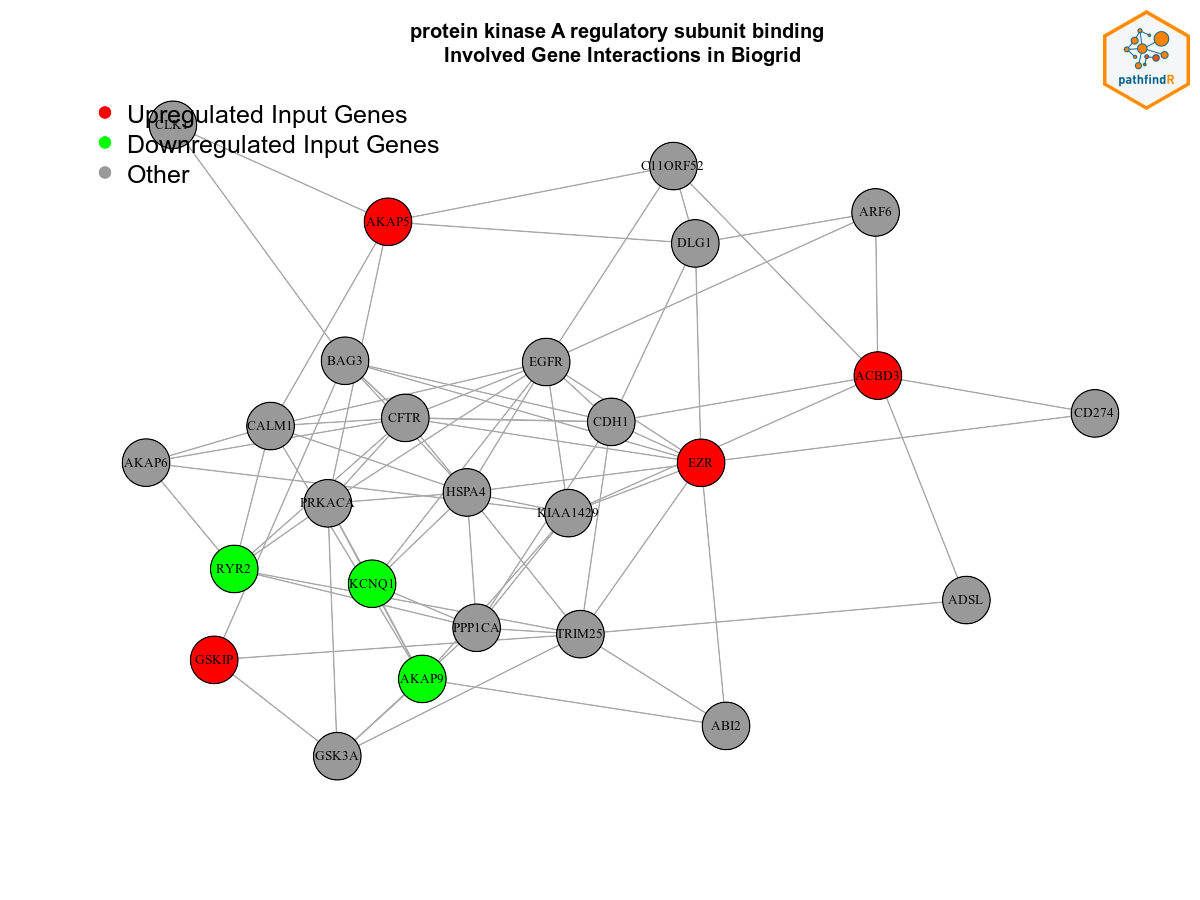 protein kinase A regulatory subunit binding
Involved Gene Interactions in Biogrid
pathfindR
Upregulated Input Genes
Downregulated Input Genes
Other
C11ORF52
ARF6
AKAP5
DLG1
BAG3
EGFR
ACBD3
CD274
CALM1
CFTR
CDH1
AKAP6
EZR
PRKACA
HSPA4
KIAA1429
RYR2
KCNQ1
ADSL
PPP1CA
TRIM25
GSKIP
AKAP9
ABI2
GSK3A